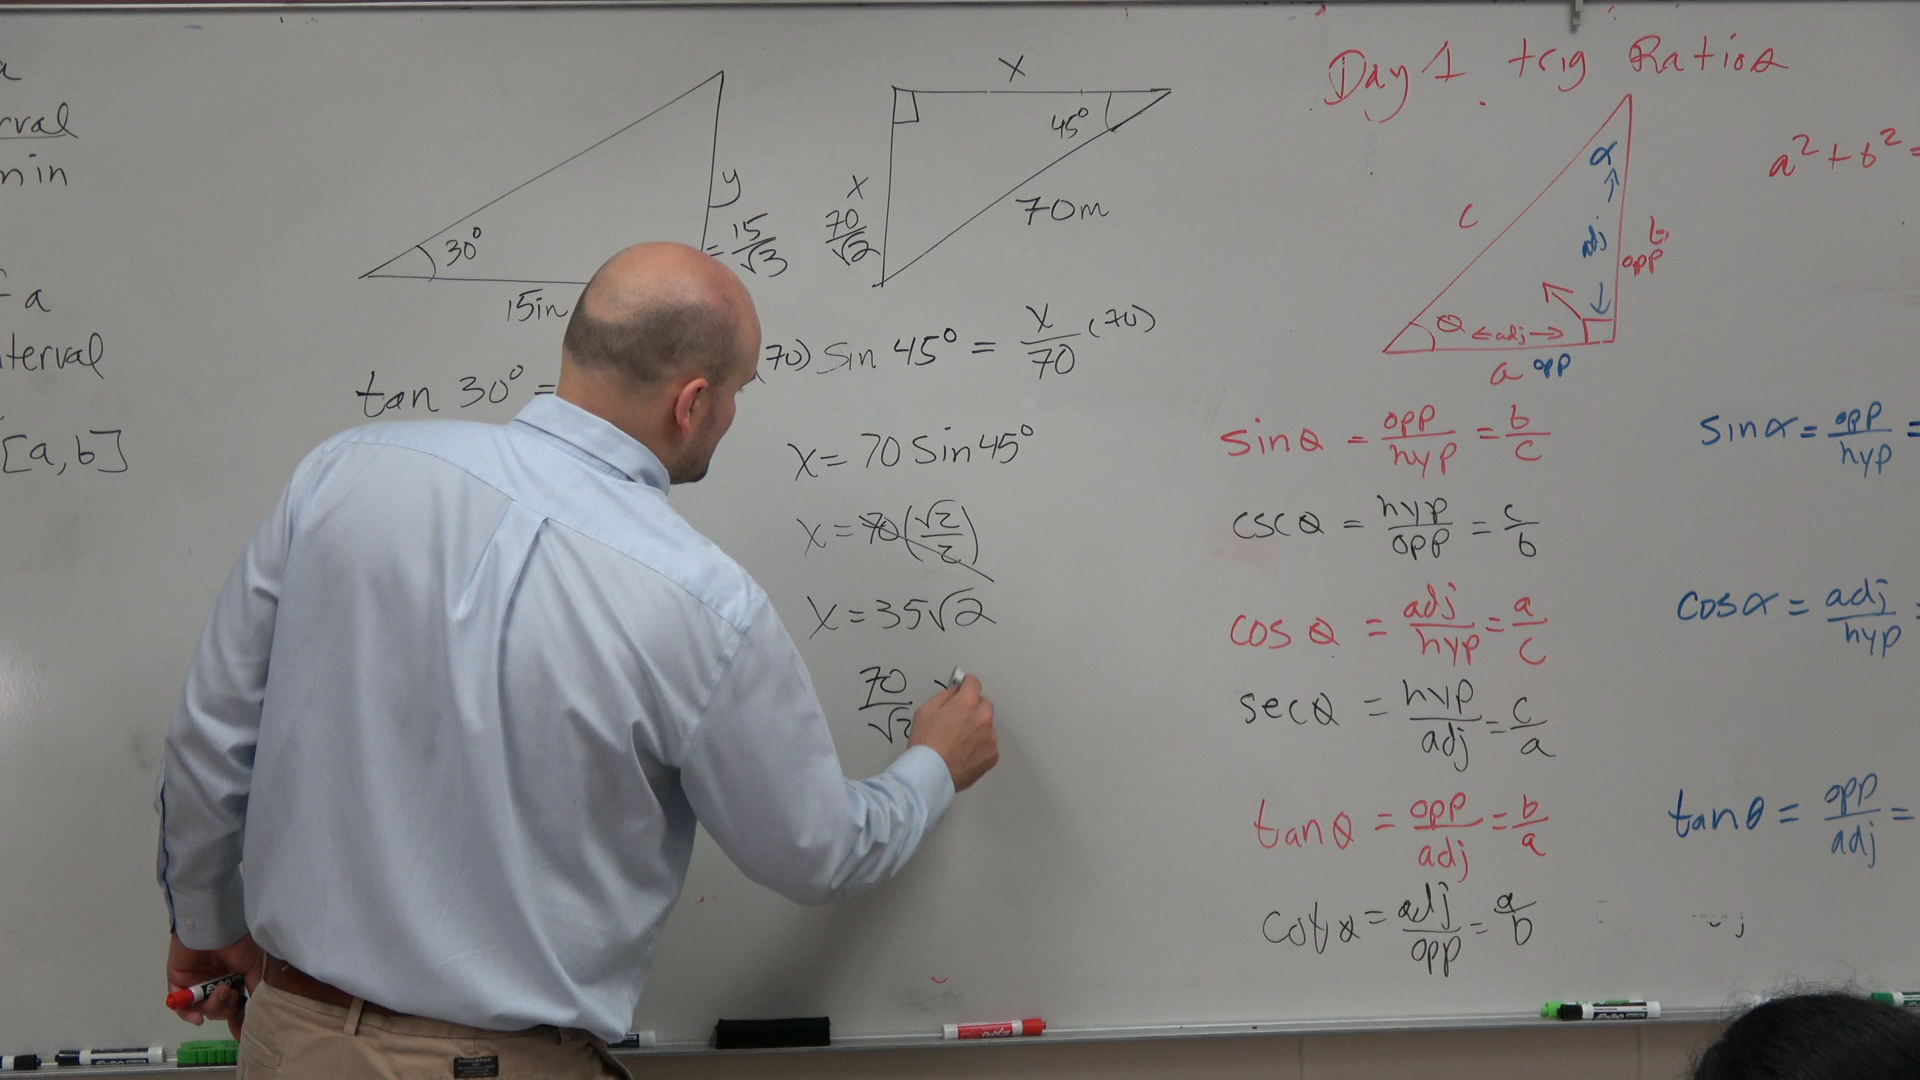 a
rval
min
f a
nterval
[a,b]
30°
15in
y
= 15/√3
tan 30° =
x
45°
x
70/√2
70m
(70) Sin 45° = x/70 (70)
x = 70 Sin 45°
x = 70(√2/2)
x = 35√2
70/√2
Day 1 trig Ratios
a² + b² =
α
c
adj
b
opp
θ ←adj→
a opp
sin θ = opp/hyp = b/c
csc θ = hyp/opp = c/b
cos θ = adj/hyp = a/c
sec θ = hyp/adj = c/a
tan θ = opp/adj = b/a
cot α = adj/opp = a/b
sin α = opp/hyp =
cos α = adj/hyp =
tan θ = opp/adj =